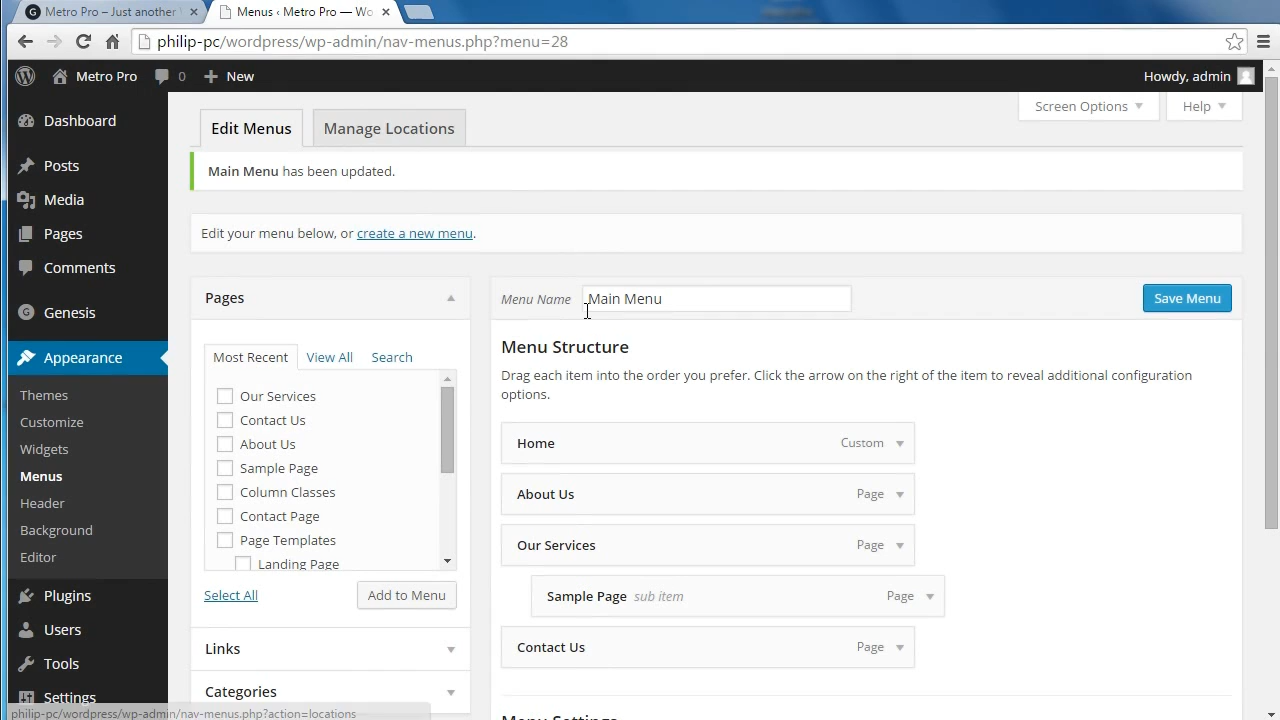 Metro Pro – Just another
Menus ‹ Metro Pro — Wo
philip-pc/wordpress/wp-admin/nav-menus.php?menu=28
Metro Pro
0
New
Howdy, admin
Dashboard
Posts
Media
Pages
Comments
Genesis
Appearance
Themes
Customize
Widgets
Menus
Header
Background
Editor
Plugins
Users
Tools
Settings
Screen Options
Help
Edit Menus
Manage Locations
Main Menu has been updated.
Edit your menu below, or create a new menu.
Pages
Most Recent
View All
Search
Our Services
Contact Us
About Us
Sample Page
Column Classes
Contact Page
Page Templates
Landing Page
Select All
Add to Menu
Links
Categories
Menu Name
Main Menu
Save Menu
Menu Structure
Drag each item into the order you prefer. Click the arrow on the right of the item to reveal additional configuration
options.
Home Custom
About Us Page
Our Services Page
Sample Page sub item Page
Contact Us Page
Menu Settings
philip-pc/wordpress/wp-admin/nav-menus.php?action=locations